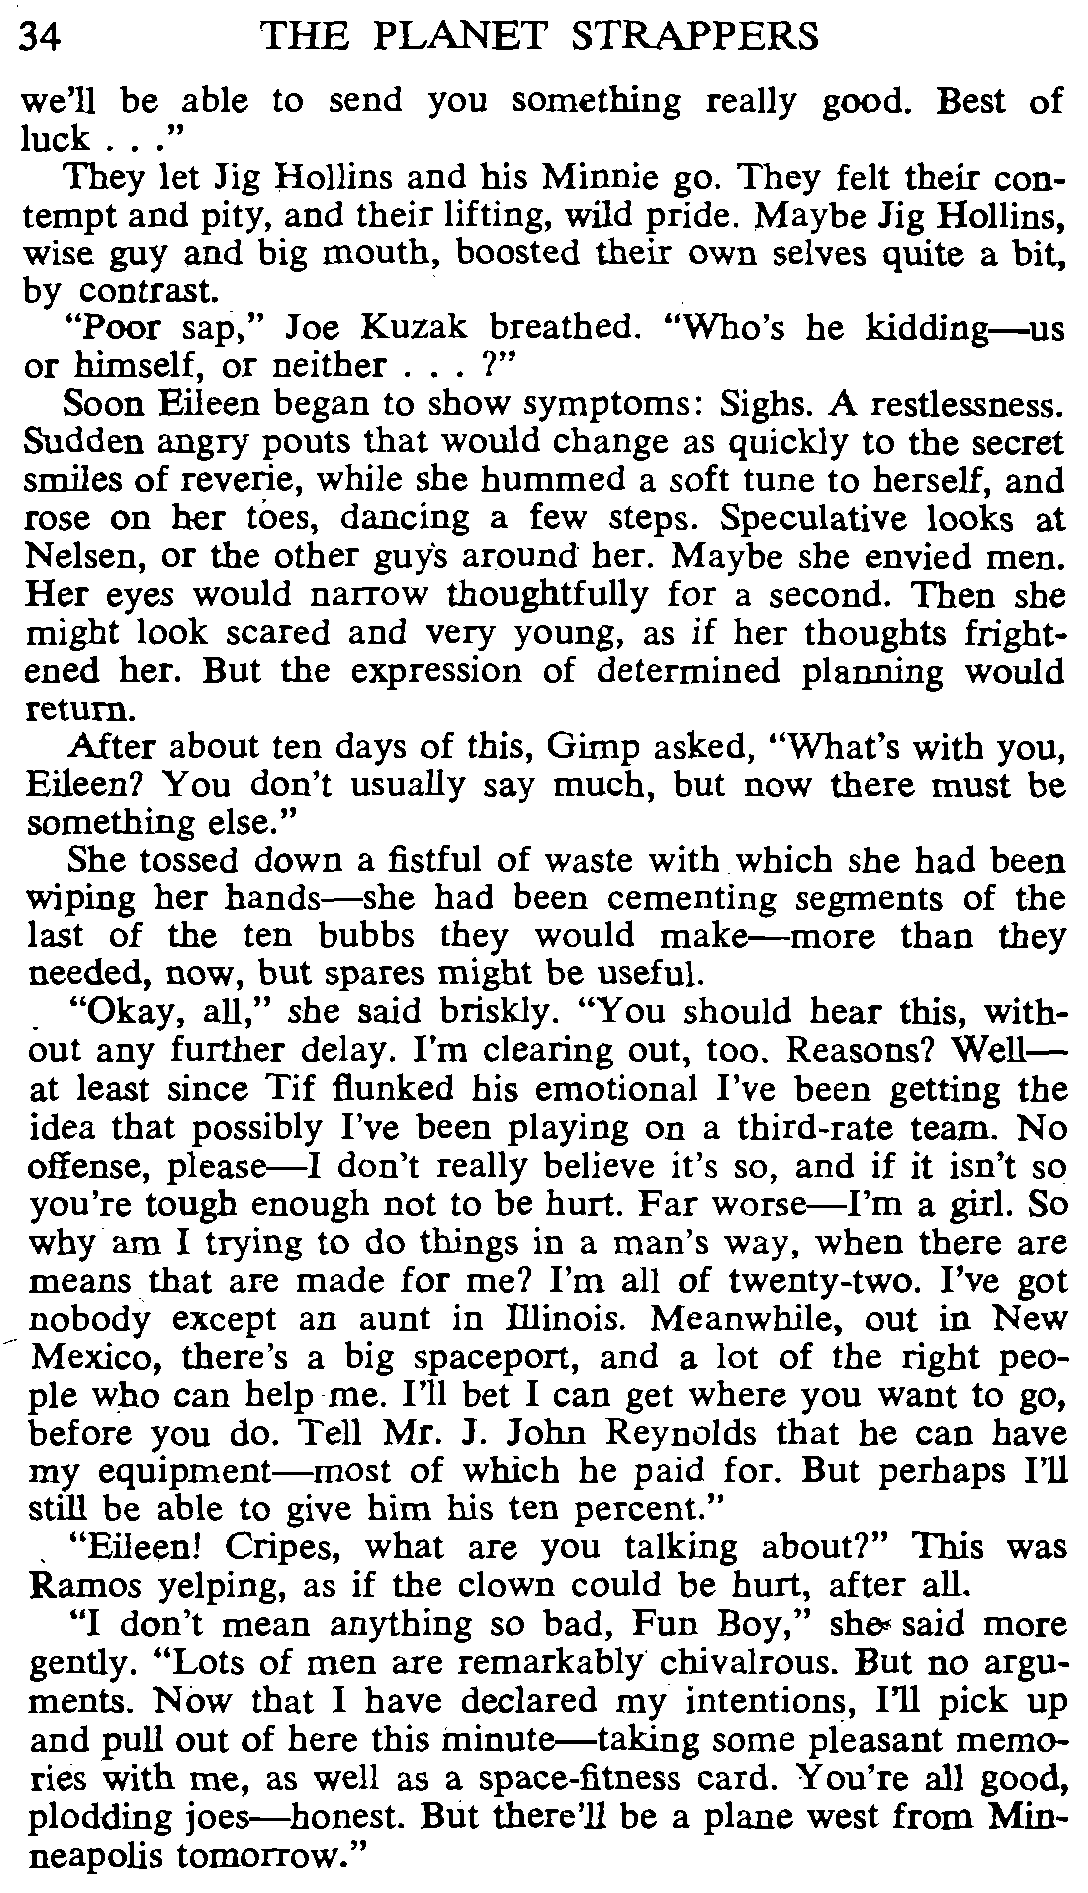 34 THE PLANET STRAPPERS
we'll be able to send you something really good. Best of
luck . . ."
They let Jig Hollins and his Minnie go. They felt their con-
tempt and pity, and their lifting, wild pride. Maybe Jig Hollins,
wise guy and big mouth, boosted their own selves quite a bit,
by contrast.
"Poor sap," Joe Kuzak breathed. "Who's he kidding—us
or himself, or neither . . . ?"
Soon Eileen began to show symptoms: Sighs. A restlessness.
Sudden angry pouts that would change as quickly to the secret
smiles of reverie, while she hummed a soft tune to herself, and
rose on her toes, dancing a few steps. Speculative looks at
Nelsen, or the other guys around her. Maybe she envied men.
Her eyes would narrow thoughtfully for a second. Then she
might look scared and very young, as if her thoughts fright-
ened her. But the expression of determined planning would
return.
After about ten days of this, Gimp asked, "What's with you,
Eileen? You don't usually say much, but now there must be
something else."
She tossed down a fistful of waste with which she had been
wiping her hands—she had been cementing segments of the
last of the ten bubbs they would make—more than they
needed, now, but spares might be useful.
"Okay, all," she said briskly. "You should hear this, with-
out any further delay. I'm clearing out, too. Reasons? Well—
at least since Tif flunked his emotional I've been getting the
idea that possibly I've been playing on a third-rate team. No
offense, please—I don't really believe it's so, and if it isn't so
you're tough enough not to be hurt. Far worse—I'm a girl. So
why am I trying to do things in a man's way, when there are
means that are made for me? I'm all of twenty-two. I've got
nobody except an aunt in Illinois. Meanwhile, out in New
Mexico, there's a big spaceport, and a lot of the right peo-
ple who can help me. I'll bet I can get where you want to go,
before you do. Tell Mr. J. John Reynolds that he can have
my equipment—most of which he paid for. But perhaps I'll
still be able to give him his ten percent."
"Eileen! Cripes, what are you talking about?" This was
Ramos yelping, as if the clown could be hurt, after all.
"I don't mean anything so bad, Fun Boy," she said more
gently. "Lots of men are remarkably chivalrous. But no argu-
ments. Now that I have declared my intentions, I'll pick up
and pull out of here this minute—taking some pleasant memo-
ries with me, as well as a space-fitness card. You're all good,
plodding joes—honest. But there'll be a plane west from Min-
neapolis tomorrow."